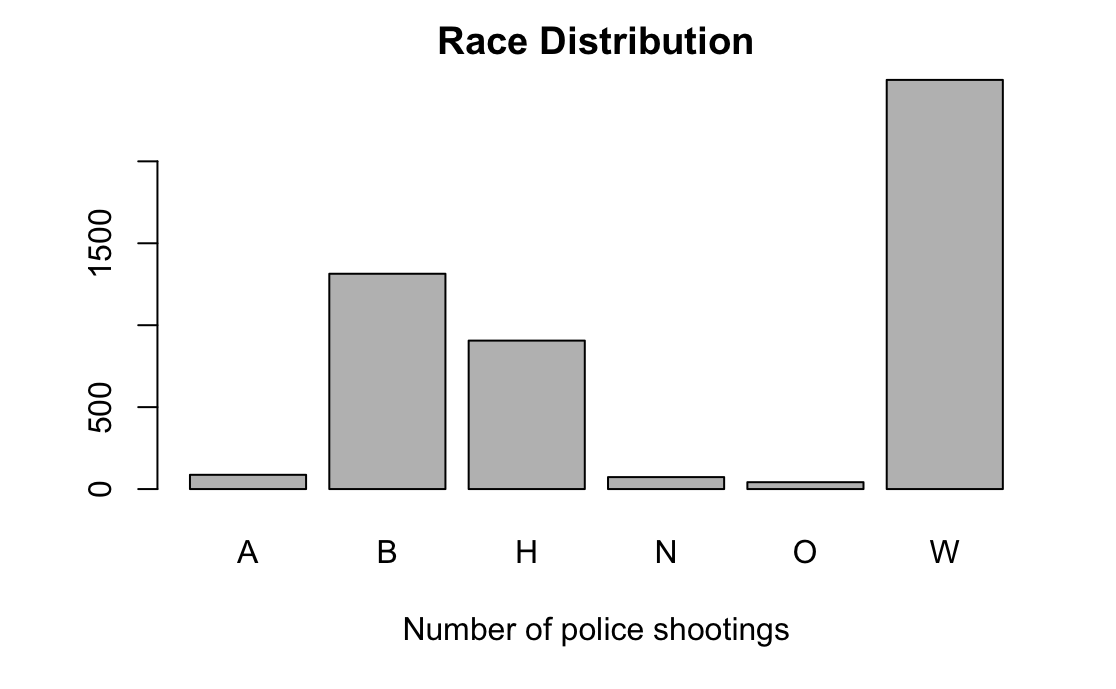 Race Distribution
1500
500
0
A B H N O W
Number of police shootings